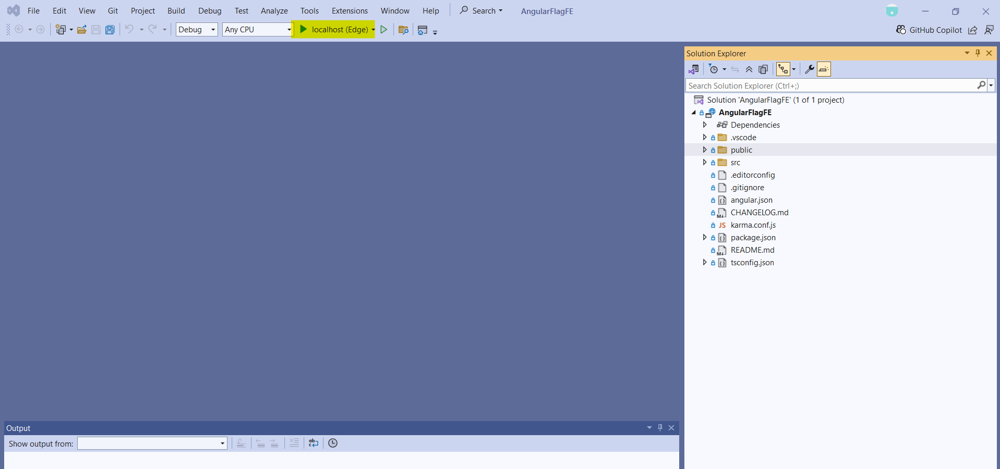 File Edit View Git Project Build Debug Test Analyze Tools Extensions Window Help Search AngularFlagFE
Debug Any CPU localhost (Edge) GitHub Copilot
Solution Explorer
Search Solution Explorer (Ctrl+;)
Solution 'AngularFlagFE' (1 of 1 project)
AngularFlagFE
Dependencies
.vscode
public
src
.editorconfig
.gitignore
angular.json
CHANGELOG.md
JS karma.conf.js
package.json
README.md
tsconfig.json
Output
Show output from: